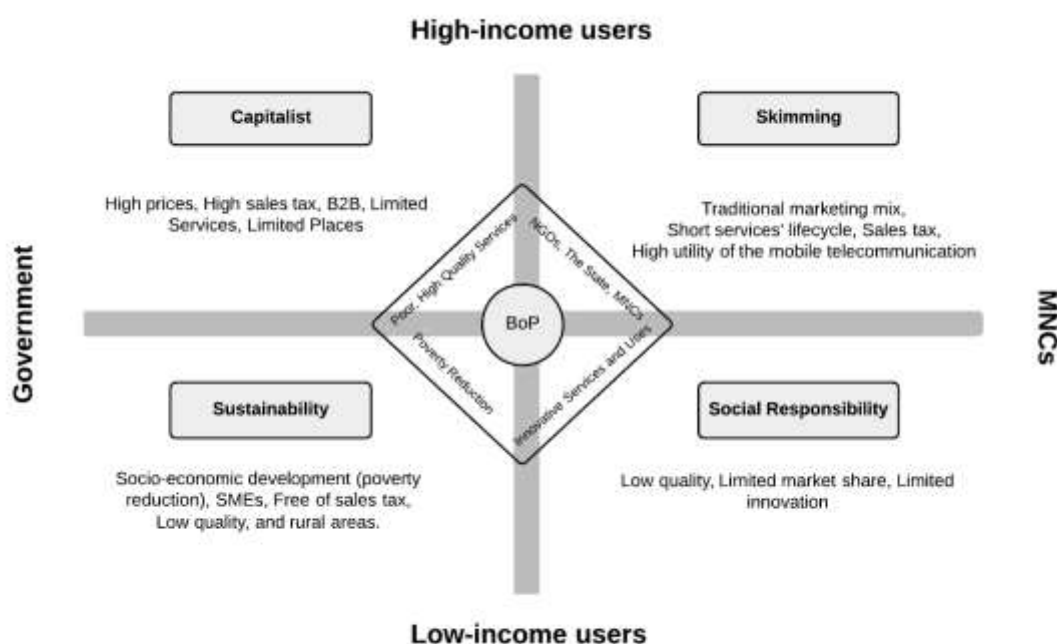 High-income users
Capitalist
Skimming
High prices, High sales tax, B2B, Limited
Services, Limited Places
Traditional marketing mix,
Short services' lifecycle, Sales tax,
High utility of the mobile telecommunication
Poor, High Quality Services
NGOs, The State, MNCs
Government
BoP
MNCs
Poverty Reduction
Innovative Services and Uses
Sustainability
Social Responsibility
Socio-economic development (poverty
reduction), SMEs, Free of sales tax,
Low quality, and rural areas.
Low quality, Limited market share, Limited
innovation
Low-income users